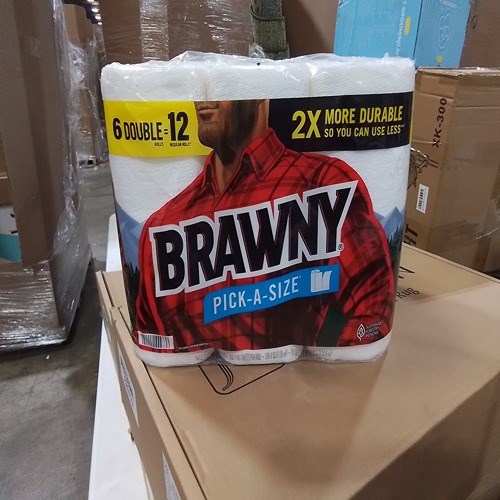 6 DOUBLE = 12
ROLLS REGULAR ROLLS
2X MORE DURABLE
SO YOU CAN USE LESS
BRAWNY®
PICK-A-SIZE
XK-300